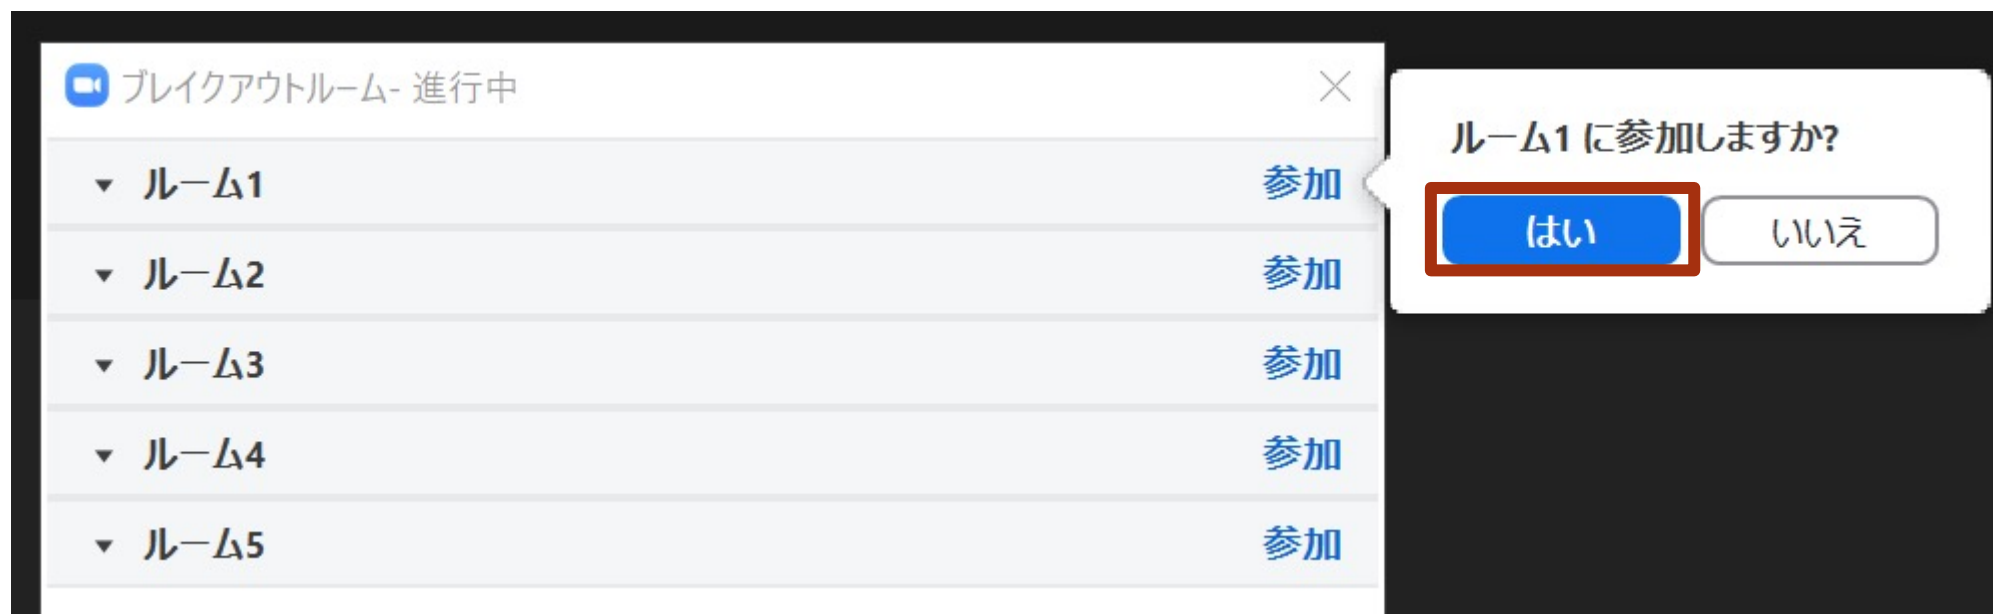 ブレイクアウトルーム- 進行中
ルーム1 参加
ルーム2 参加
ルーム3 参加
ルーム4 参加
ルーム5 参加
ルーム1 に参加しますか?
はい いいえ